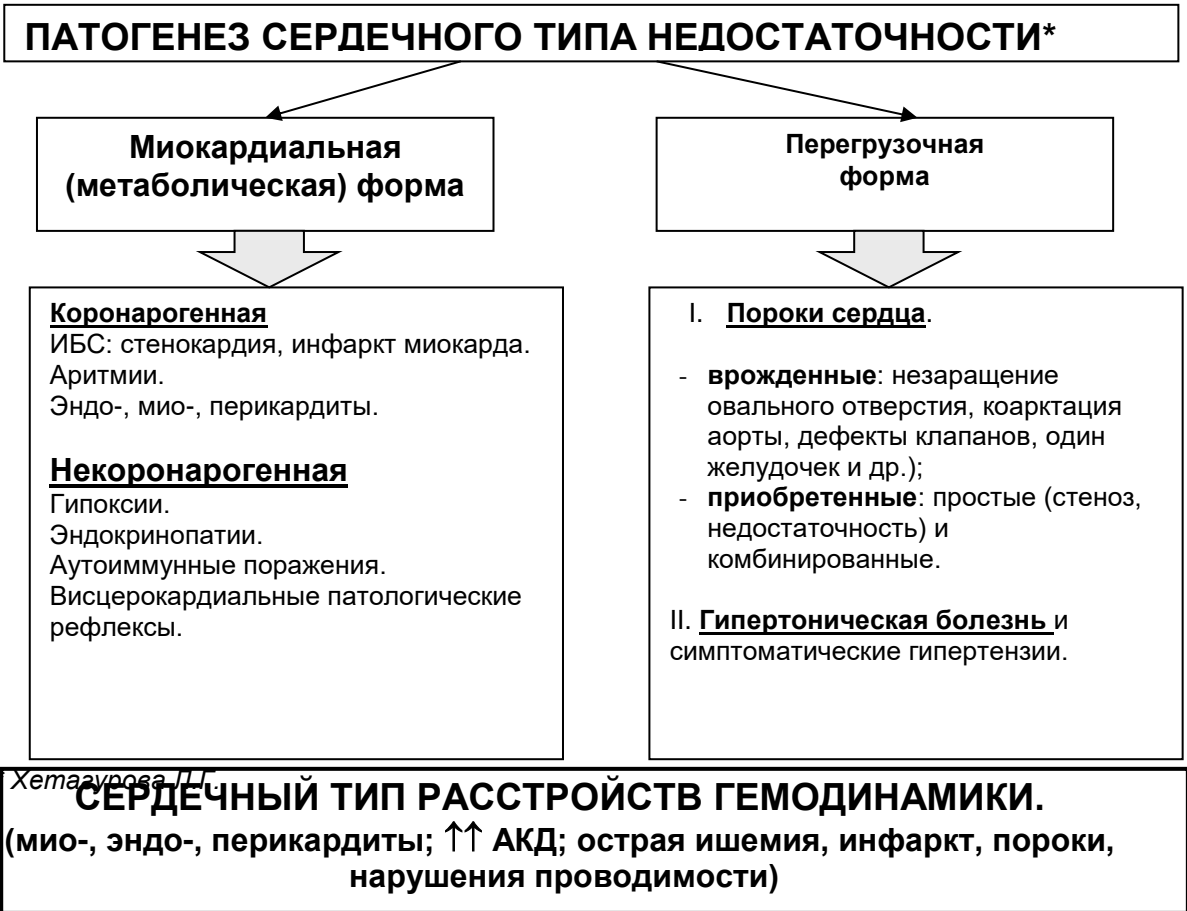 ПАТОГЕНЕЗ СЕРДЕЧНОГО ТИПА НЕДОСТАТОЧНОСТИ*
Миокардиальная
(метаболическая) форма
Перегрузочная
форма
Коронарогенная
ИБС: стенокардия, инфаркт миокарда.
Аритмии.
Эндо-, мио-, перикардиты.
Некоронарогенная
Гипоксии.
Эндокринопатии.
Аутоиммунные поражения.
Висцерокардиальные патологические
рефлексы.
I. Пороки сердца.
- врожденные: незаращение
овального отверстия, коарктация
аорты, дефекты клапанов, один
желудочек и др.);
- приобретенные: простые (стеноз,
недостаточность) и
комбинированные.
II. Гипертоническая болезнь и
симптоматические гипертензии.
* Хетагурова Л.Г.
СЕРДЕЧНЫЙ ТИП РАССТРОЙСТВ ГЕМОДИНАМИКИ.
(мио-, эндо-, перикардиты; ↑↑ АКД; острая ишемия, инфаркт, пороки,
нарушения проводимости)